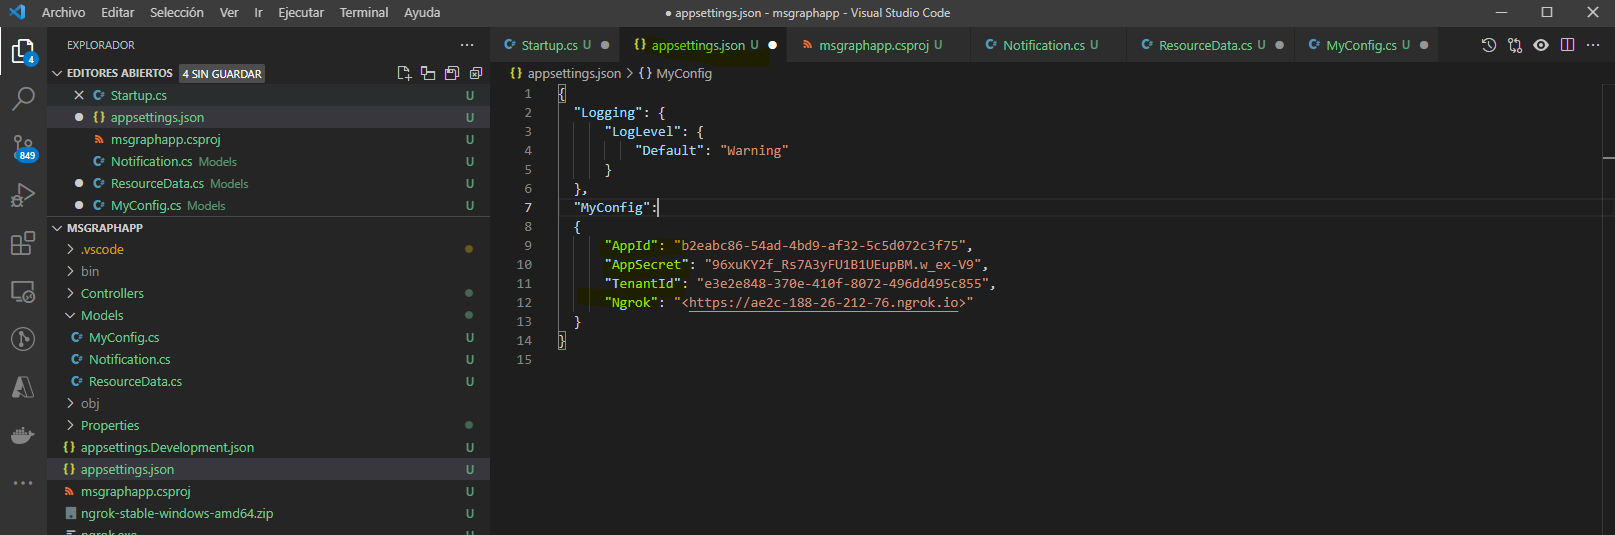 Archivo Editar Selección Ver Ir Ejecutar Terminal Ayuda
● appsettings.json - msgraphapp - Visual Studio Code
EXPLORADOR
EDITORES ABIERTOS 4 SIN GUARDAR
Startup.cs U
appsettings.json U
msgraphapp.csproj U
Notification.cs Models U
ResourceData.cs Models U
MyConfig.cs Models U
MSGRAPHAPP
.vscode
bin
Controllers
Models
MyConfig.cs U
Notification.cs U
ResourceData.cs U
obj
Properties
appsettings.Development.json U
appsettings.json U
msgraphapp.csproj U
ngrok-stable-windows-amd64.zip U
ngrok.exe
4
849
Startup.cs U appsettings.json U msgraphapp.csproj U Notification.cs U ResourceData.cs U MyConfig.cs U
{} appsettings.json > {} MyConfig
1 {
2 "Logging": {
3 "LogLevel": {
4 "Default": "Warning"
5 }
6 },
7 "MyConfig":
8 {
9 "AppId": "b2eabc86-54ad-4bd9-af32-5c5d072c3f75",
10 "AppSecret": "96xuKY2f_Rs7A3yFU1B1UEupBM.w_ex-V9",
11 "TenantId": "e3e2e848-370e-410f-8072-496dd495c855",
12 "Ngrok": "<https://ae2c-188-26-212-76.ngrok.io>"
13 }
14 }
15